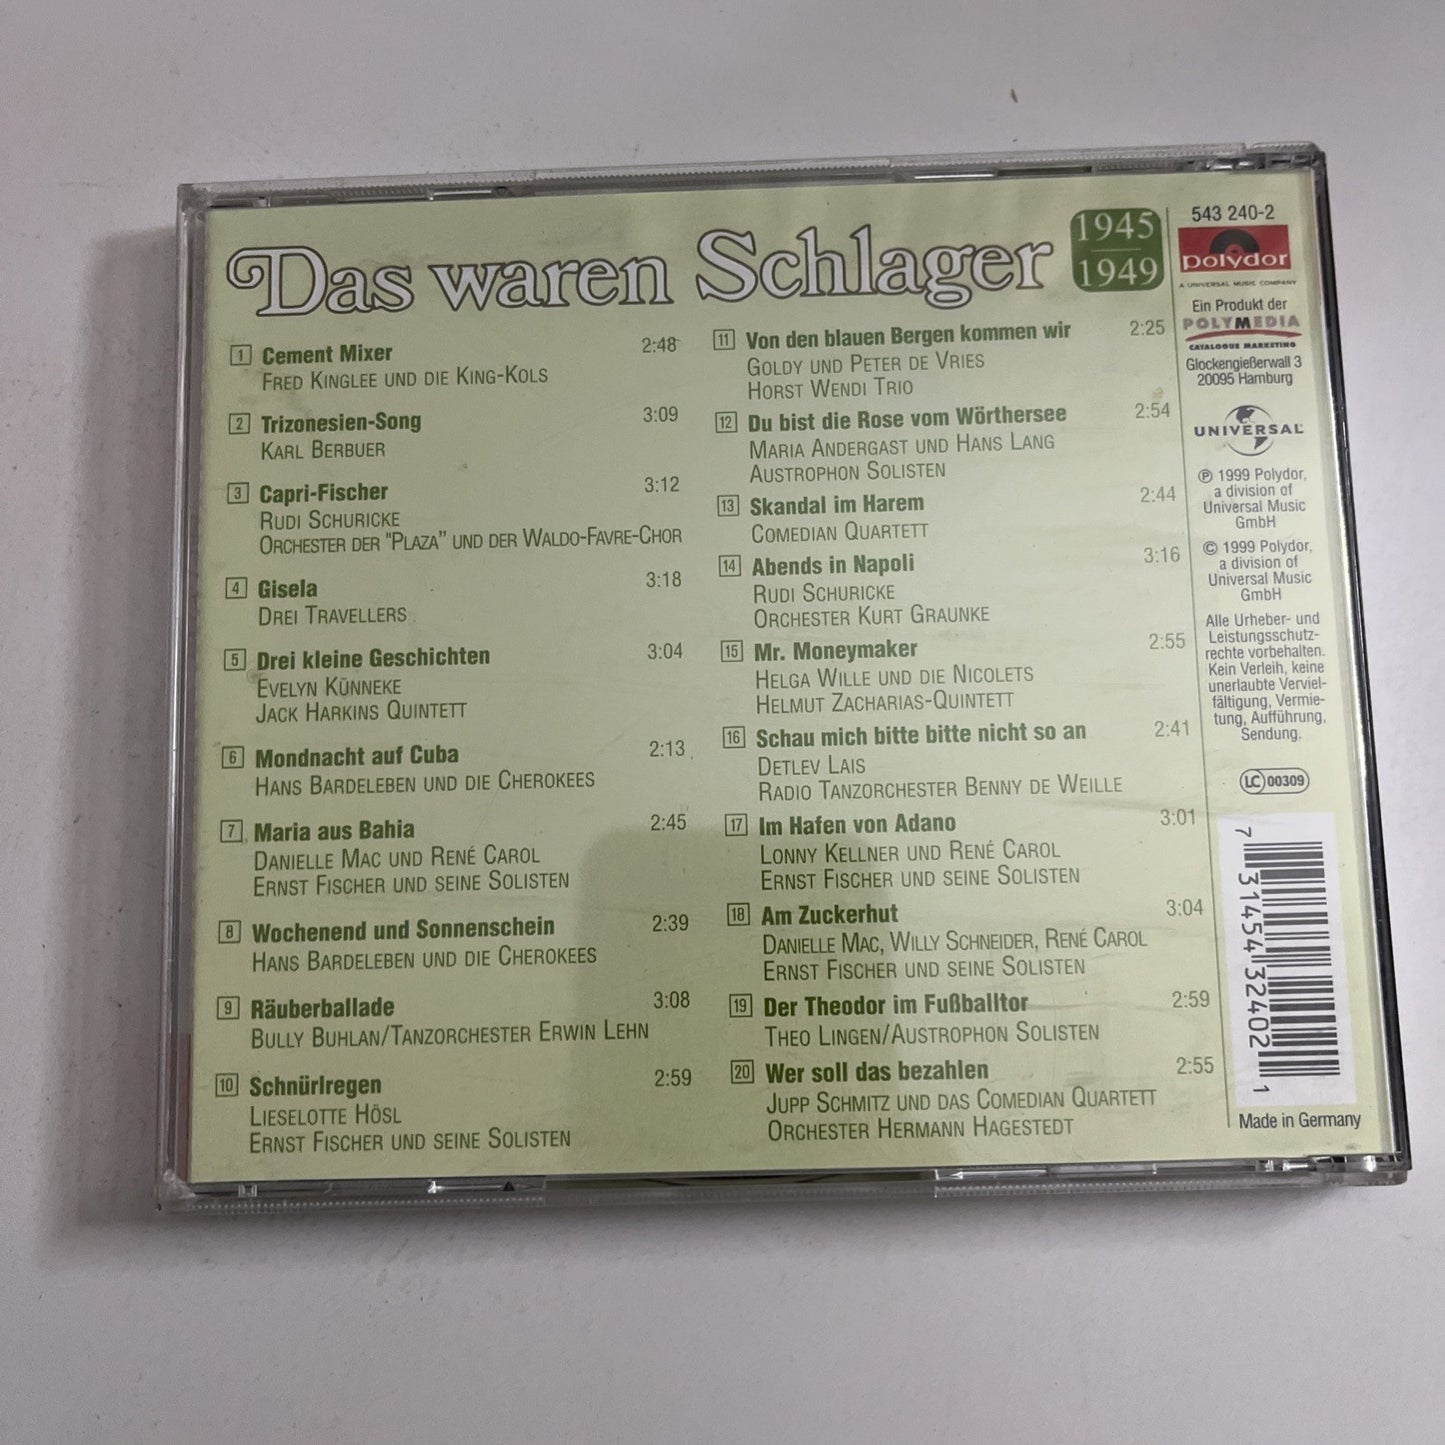 Das waren Schlager
1945
1949
1 Cement Mixer 2:48
Fred Kinglee und die King-Kols
2 Trizonesien-Song 3:09
Karl Berbuer
3 Capri-Fischer 3:12
Rudi Schuricke
Orchester der "Plaza" und der Waldo-Favre-Chor
4 Gisela 3:18
Drei Travellers
5 Drei kleine Geschichten 3:04
Evelyn Künneke
Jack Harkins Quintett
6 Mondnacht auf Cuba 2:13
Hans Bardeleben und die Cherokees
7 Maria aus Bahia 2:45
Danielle Mac und René Carol
Ernst Fischer und seine Solisten
8 Wochenend und Sonnenschein 2:39
Hans Bardeleben und die Cherokees
9 Räuberballade 3:08
Bully Buhlan/Tanzorchester Erwin Lehn
10 Schnürlregen 2:59
Lieselotte Hösl
Ernst Fischer und seine Solisten
11 Von den blauen Bergen kommen wir 2:25
Goldy und Peter de Vries
Horst Wendi Trio
12 Du bist die Rose vom Wörthersee 2:54
Maria Andergast und Hans Lang
Austrophon Solisten
13 Skandal im Harem 2:44
Comedian Quartett
14 Abends in Napoli 3:16
Rudi Schuricke
Orchester Kurt Graunke
15 Mr. Moneymaker 2:55
Helga Wille und die Nicolets
Helmut Zacharias-Quintett
16 Schau mich bitte bitte nicht so an 2:41
Detlev Lais
Radio Tanzorchester Benny de Weille
17 Im Hafen von Adano 3:01
Lonny Kellner und René Carol
Ernst Fischer und seine Solisten
18 Am Zuckerhut 3:04
Danielle Mac, Willy Schneider, René Carol
Ernst Fischer und seine Solisten
19 Der Theodor im Fußballtor 2:59
Theo Lingen/Austrophon Solisten
20 Wer soll das bezahlen 2:55
Jupp Schmitz und das Comedian Quartett
Orchester Hermann Hagestedt
543 240-2
polydor
A UNIVERSAL MUSIC COMPANY
Ein Produkt der
POLYMEDIA
CATALOGUE MARKETING
Glockengießerwall 3
20095 Hamburg
UNIVERSAL
℗ 1999 Polydor,
a division of
Universal Music
GmbH
© 1999 Polydor,
a division of
Universal Music
GmbH
Alle Urheber- und
Leistungsschutz-
rechte vorbehalten.
Kein Verleih, keine
unerlaubte Verviel-
fältigung, Vermie-
tung, Aufführung,
Sendung.
LC 00309
7 31454 32402 1
Made in Germany